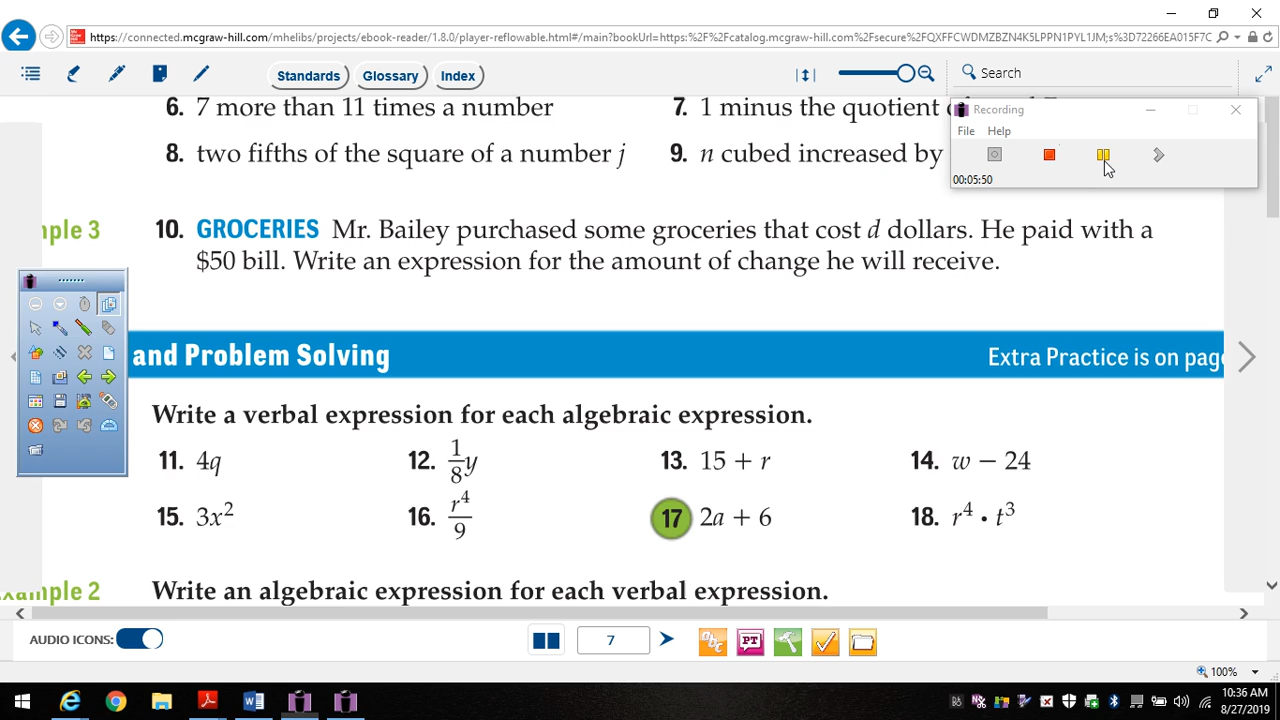 https://connected.mcgraw-hill.com/mhelibs/projects/ebook-reader/1.8.0/player-reflowable.html#/main?bookUrl=https:%2F%2Fcatalog.mcgraw-hill.com%2Fsecure%2FQXFFCWDMZBZN4K5LPPN1PYL1JM;s%3D72266EA015F7C
Standards Glossary Index Search
6. 7 more than 11 times a number 7. 1 minus the quotient
Recording
File Help
00:05:50
8. two fifths of the square of a number j 9. n cubed increased by
mple 3 10. GROCERIES Mr. Bailey purchased some groceries that cost d dollars. He paid with a
$50 bill. Write an expression for the amount of change he will receive.
and Problem Solving Extra Practice is on page
Write a verbal expression for each algebraic expression.
11. 4q 12. 1/8 y 13. 15 + r 14. w − 24
15. 3x² 16. r⁴/9 17 2a + 6 18. r⁴ • t³
xample 2 Write an algebraic expression for each verbal expression.
AUDIO ICONS: 7 abc PT
100%
10:36 AM
8/27/2019